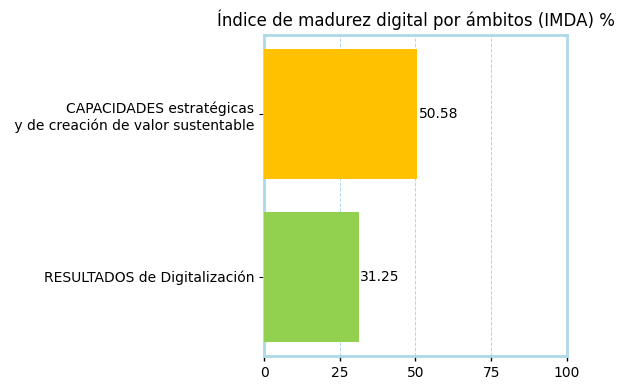 Índice de madurez digital por ámbitos (IMDA) %
CAPACIDADES estratégicas
y de creación de valor sustentable
50.58
RESULTADOS de Digitalización
31.25
0 25 50 75 100